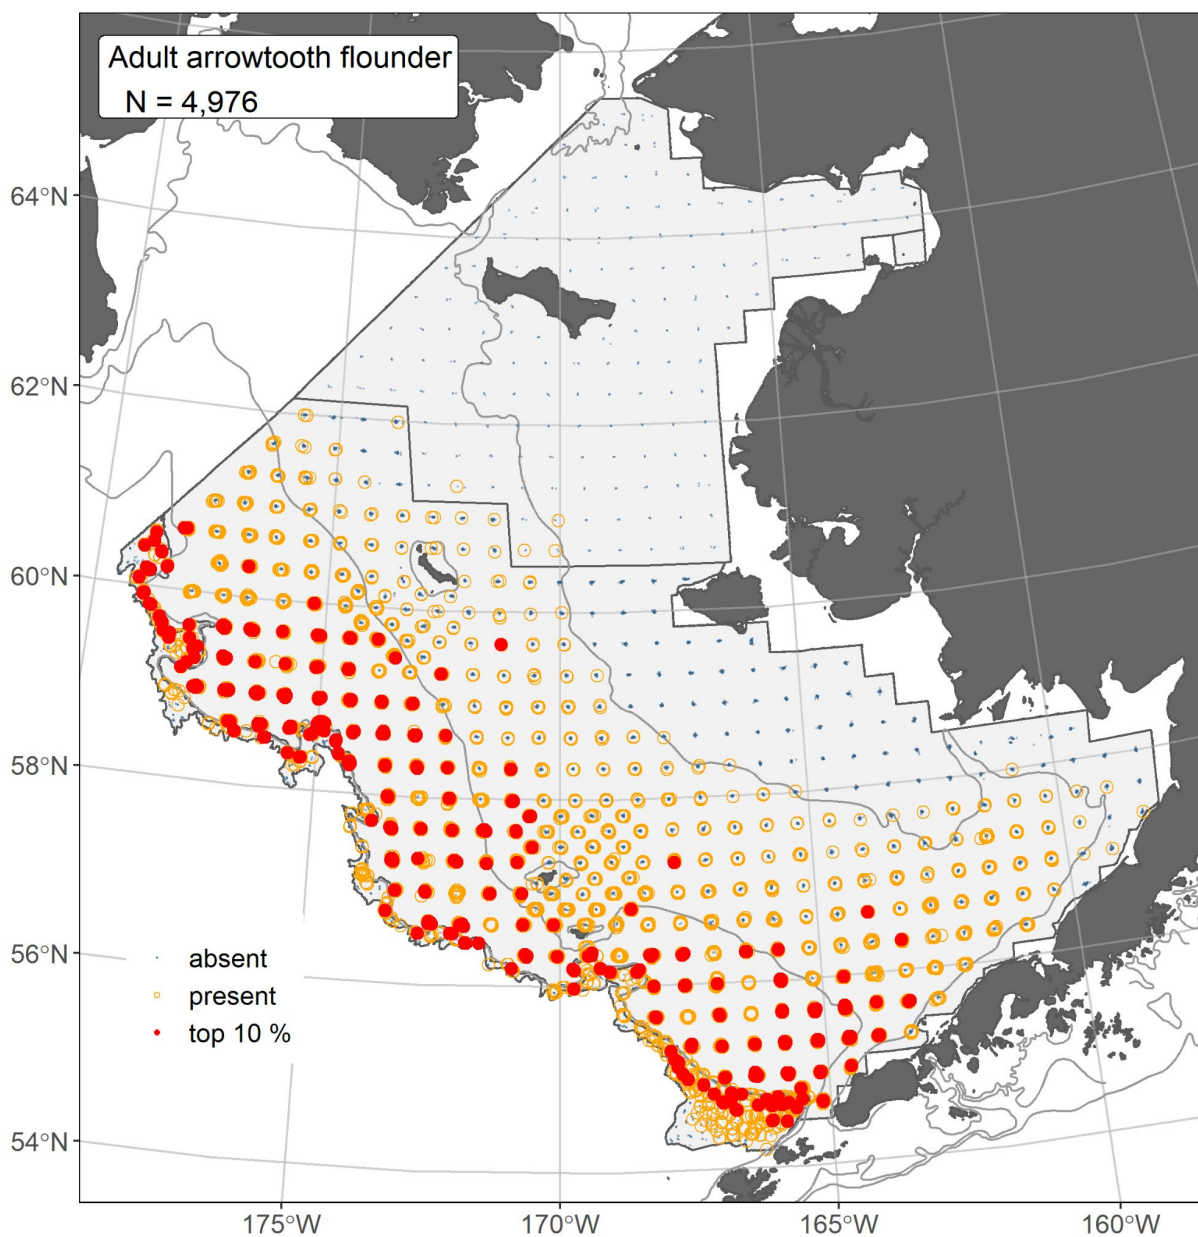 Adult arrowtooth flounder
N = 4,976
64°N
62°N
60°N
58°N
56°N
54°N
absent
present
top 10 %
175°W
170°W
165°W
160°W